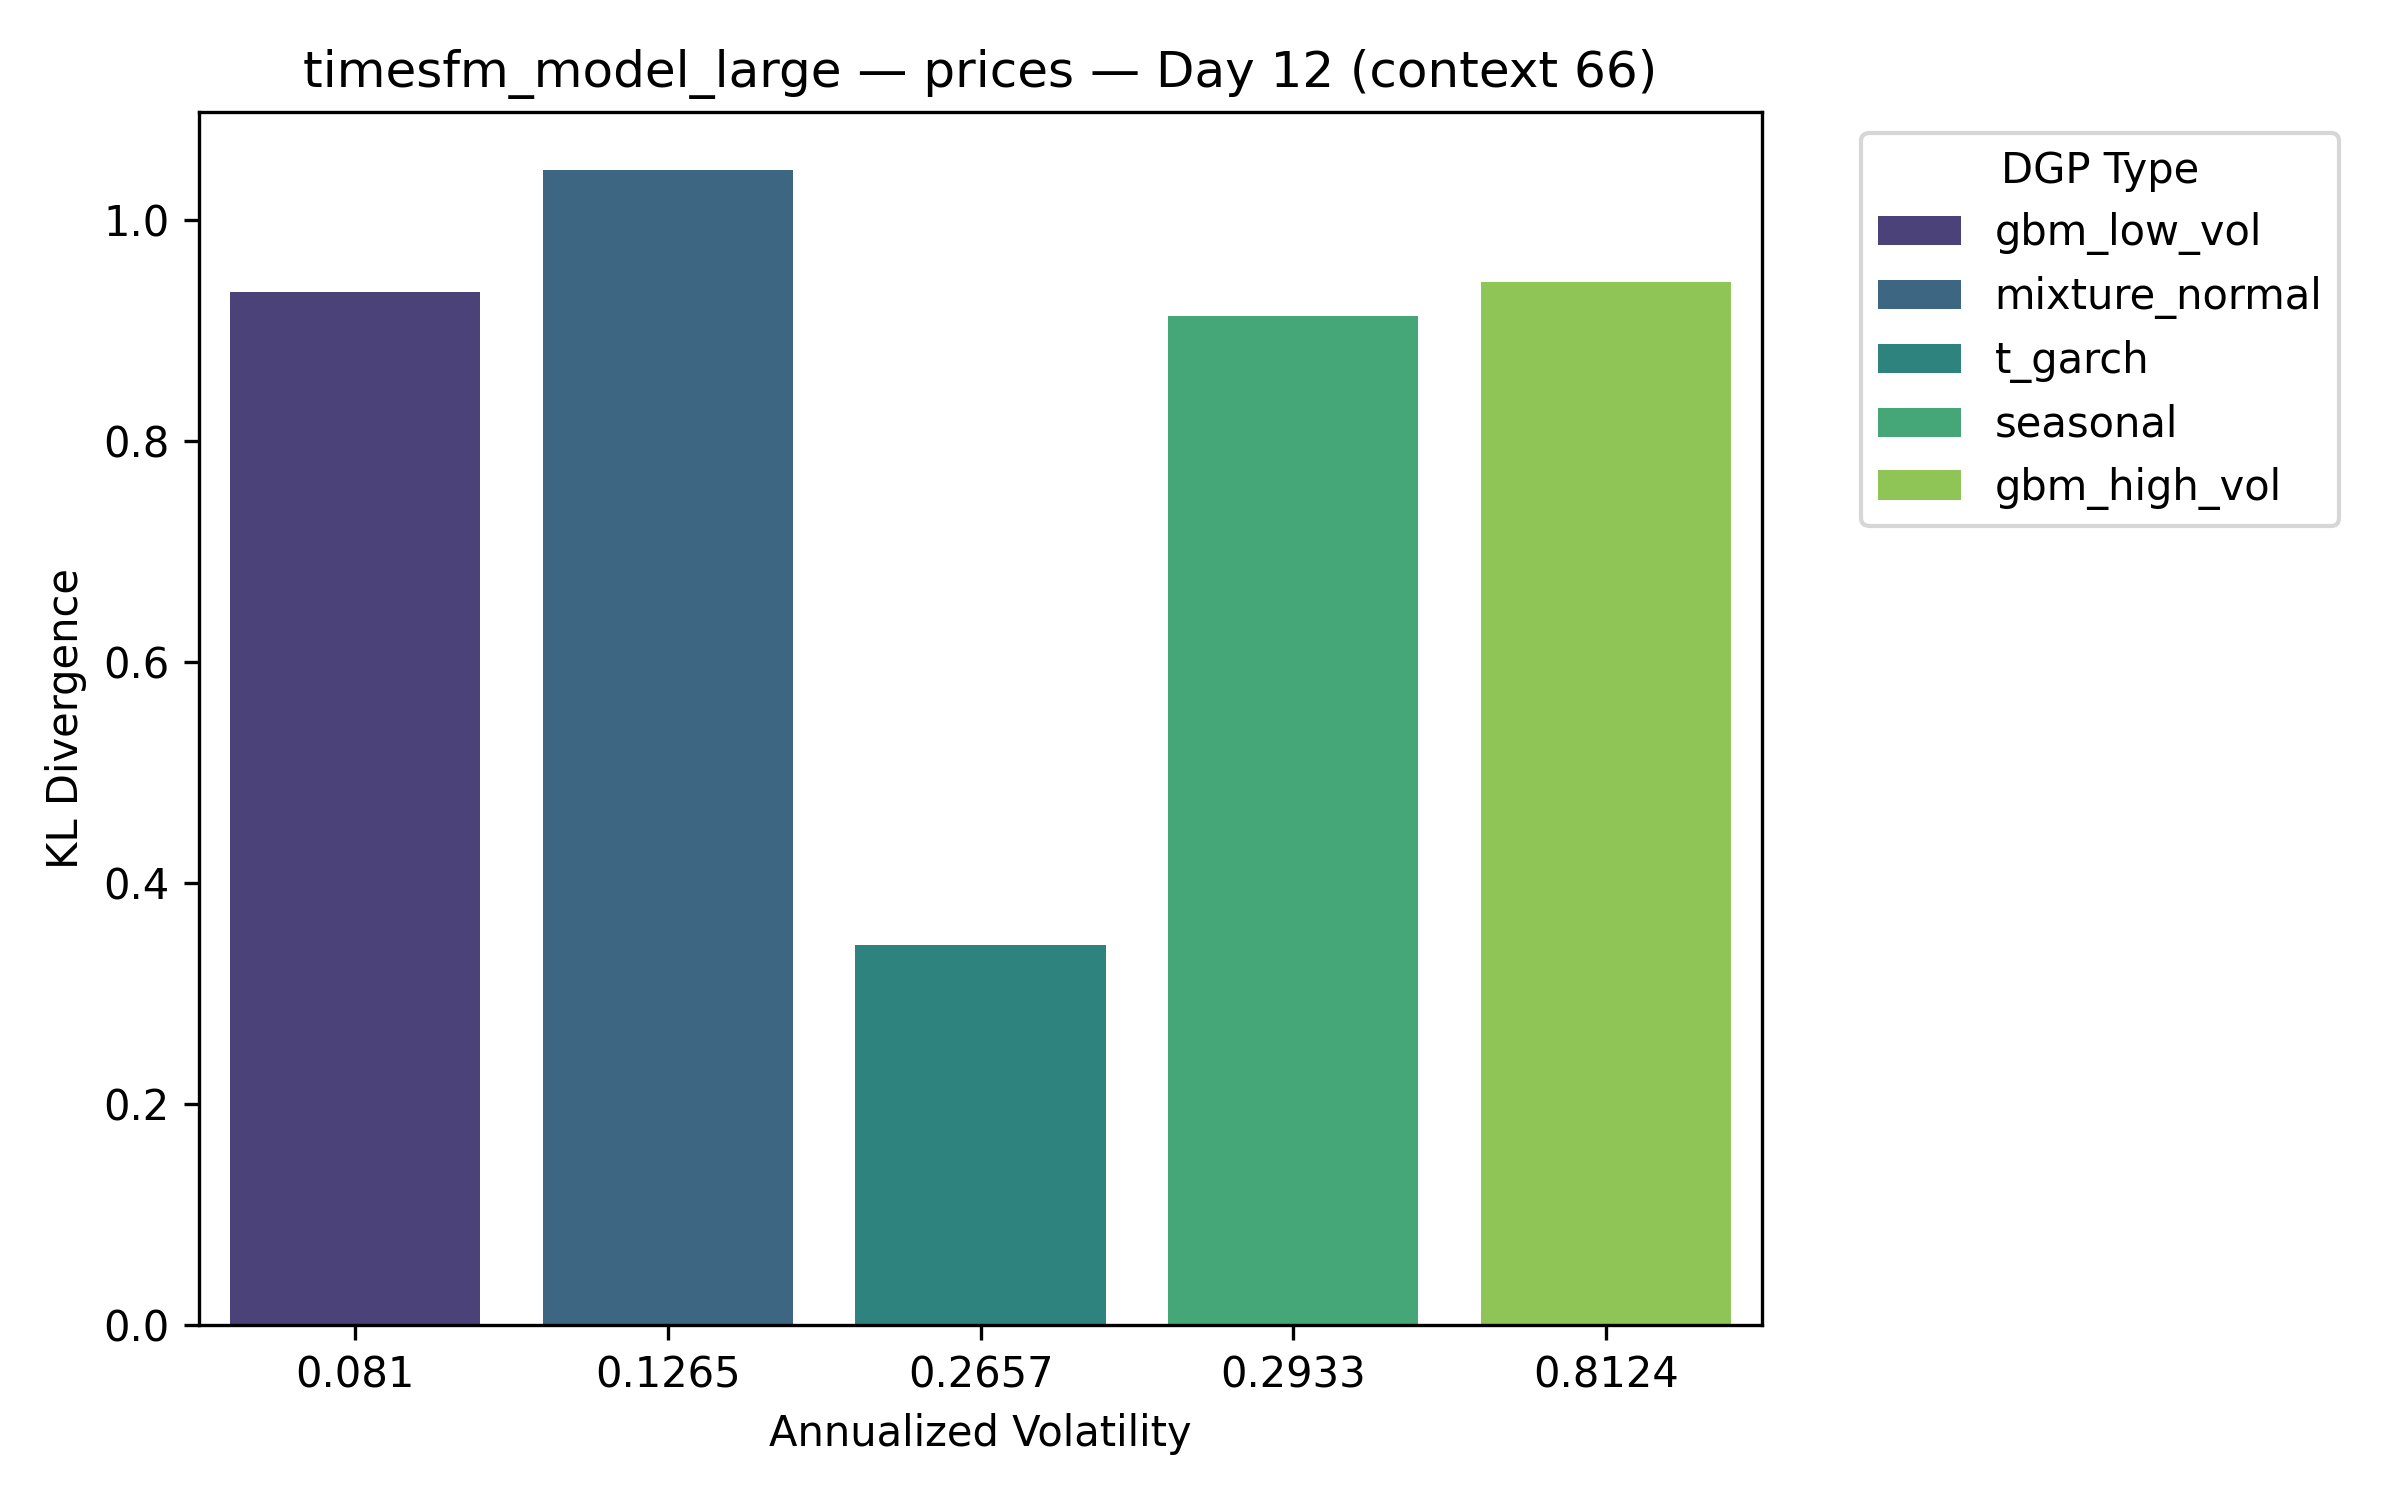 timesfm_model_large — prices — Day 12 (context 66)
KL Divergence
1.0
0.8
0.6
0.4
0.2
0.0
0.081
0.1265
0.2657
0.2933
0.8124
Annualized Volatility
DGP Type
gbm_low_vol
mixture_normal
t_garch
seasonal
gbm_high_vol